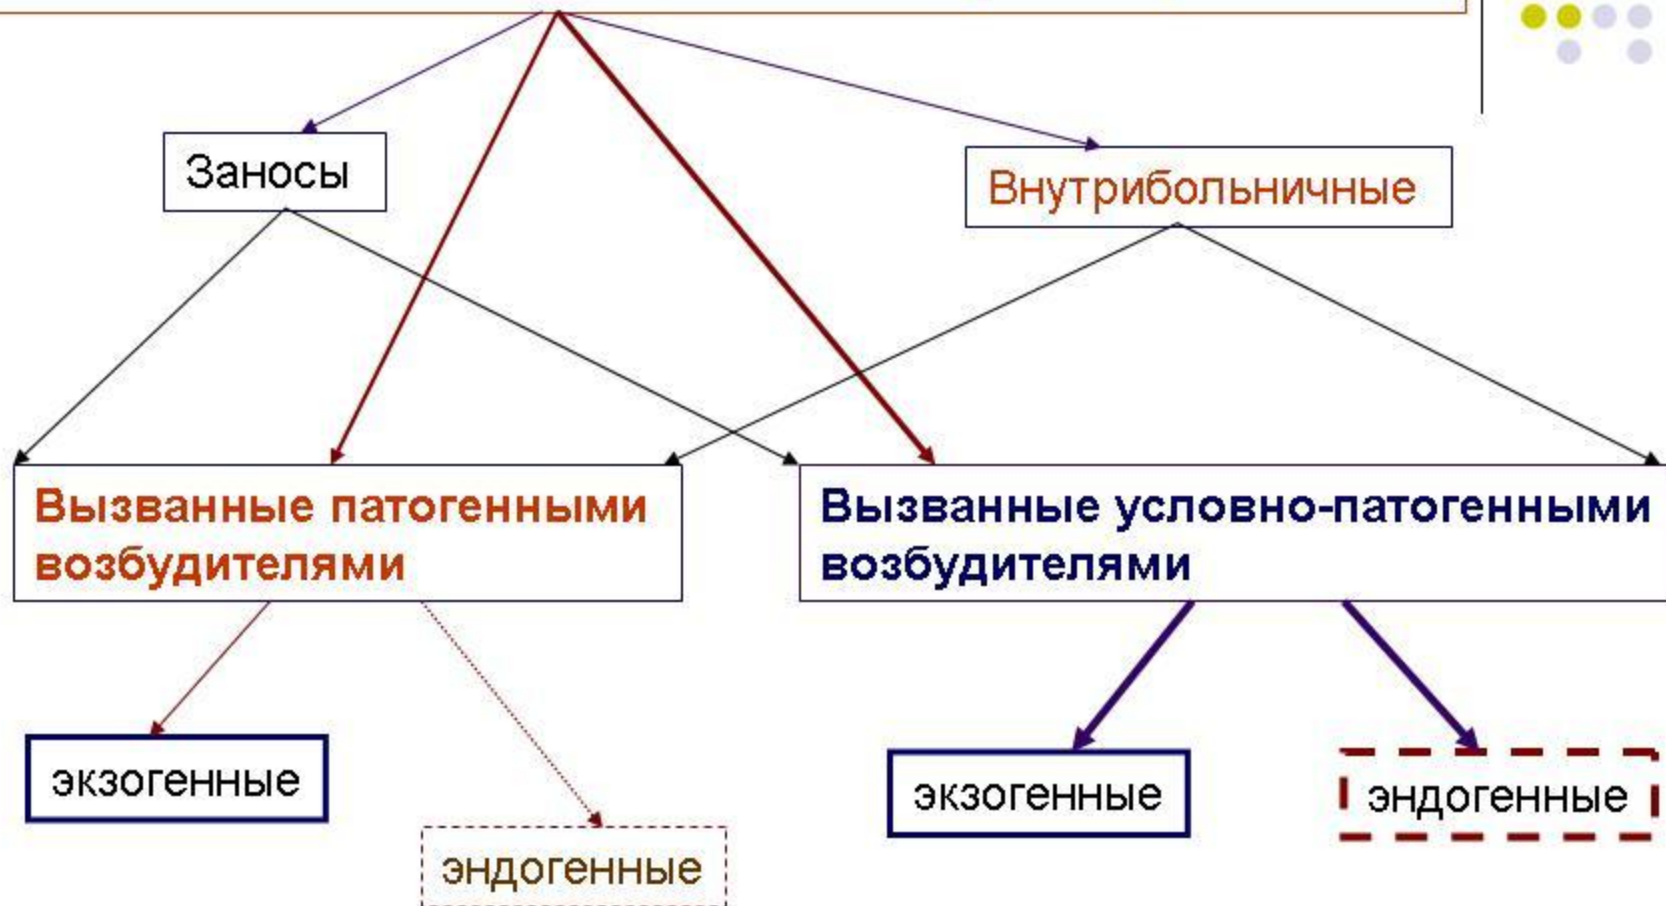 Заносы
Внутрибольничные
Вызванные патогенными
возбудителями
Вызванные условно-патогенными
возбудителями
экзогенные
эндогенные
экзогенные
эндогенные